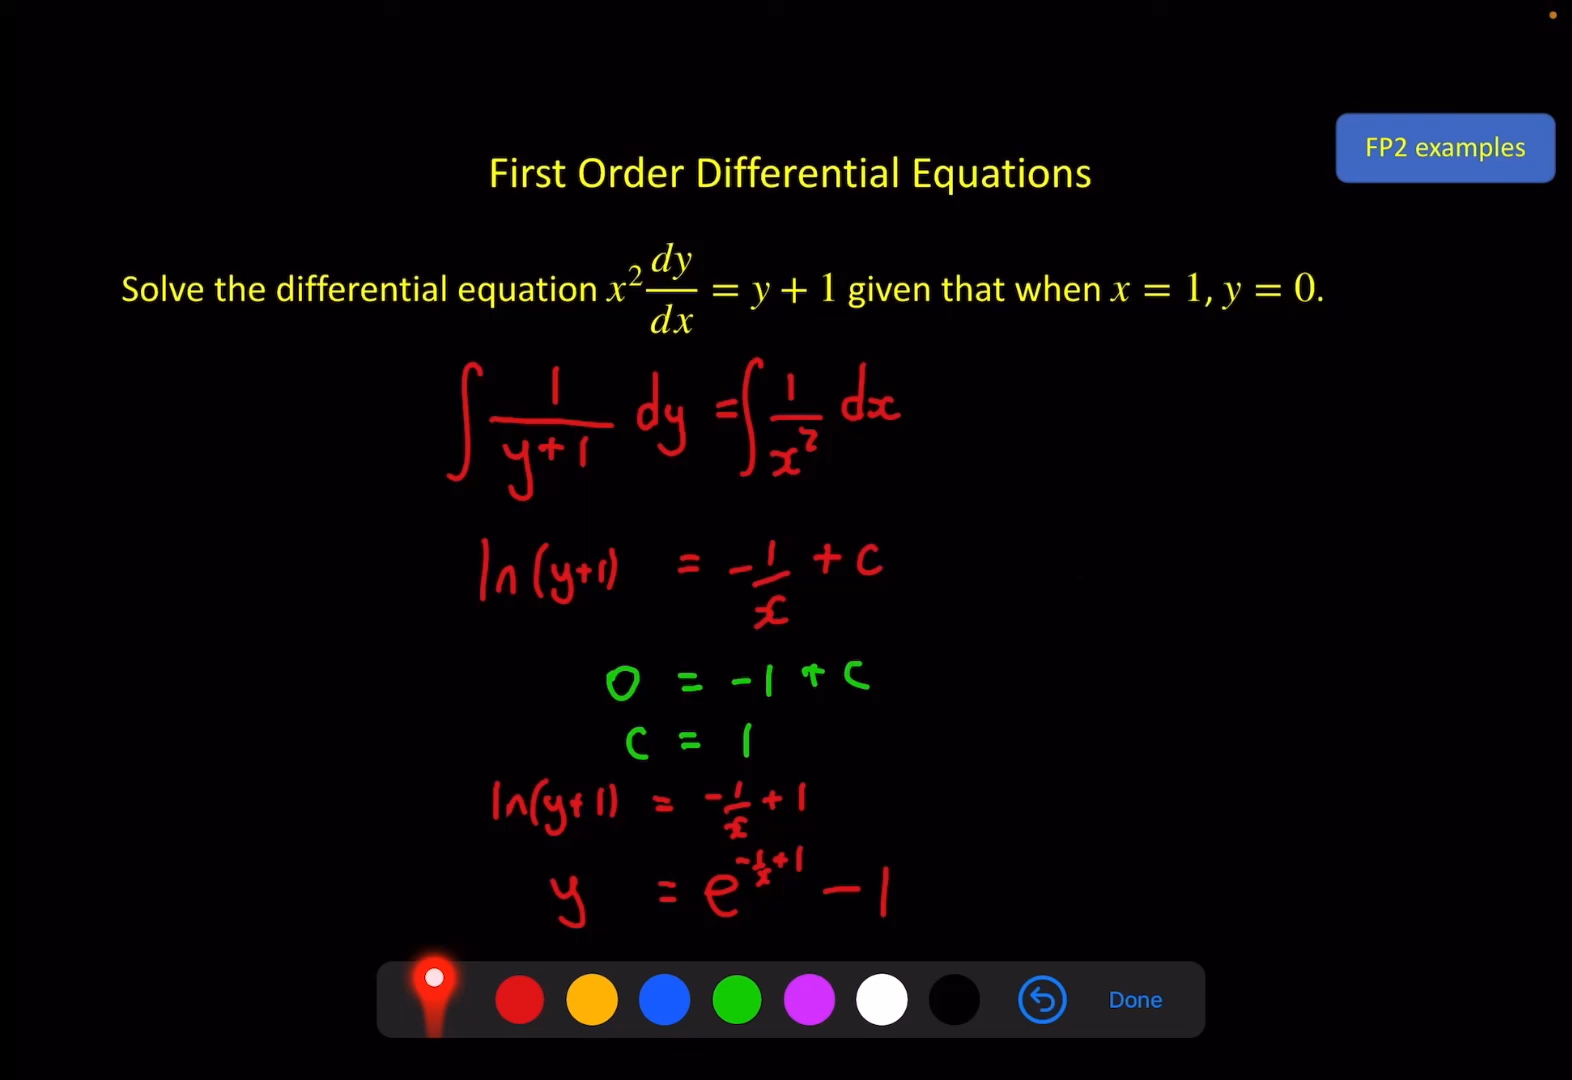 FP2 examples
First Order Differential Equations
Solve the differential equation x² dy/dx = y + 1 given that when x = 1, y = 0.
∫ 1/(y+1) dy = ∫ 1/x² dx
ln(y+1) = -1/x + c
0 = -1 + c
c = 1
ln(y+1) = -1/x + 1
y = e^(-1/x + 1) - 1
Done